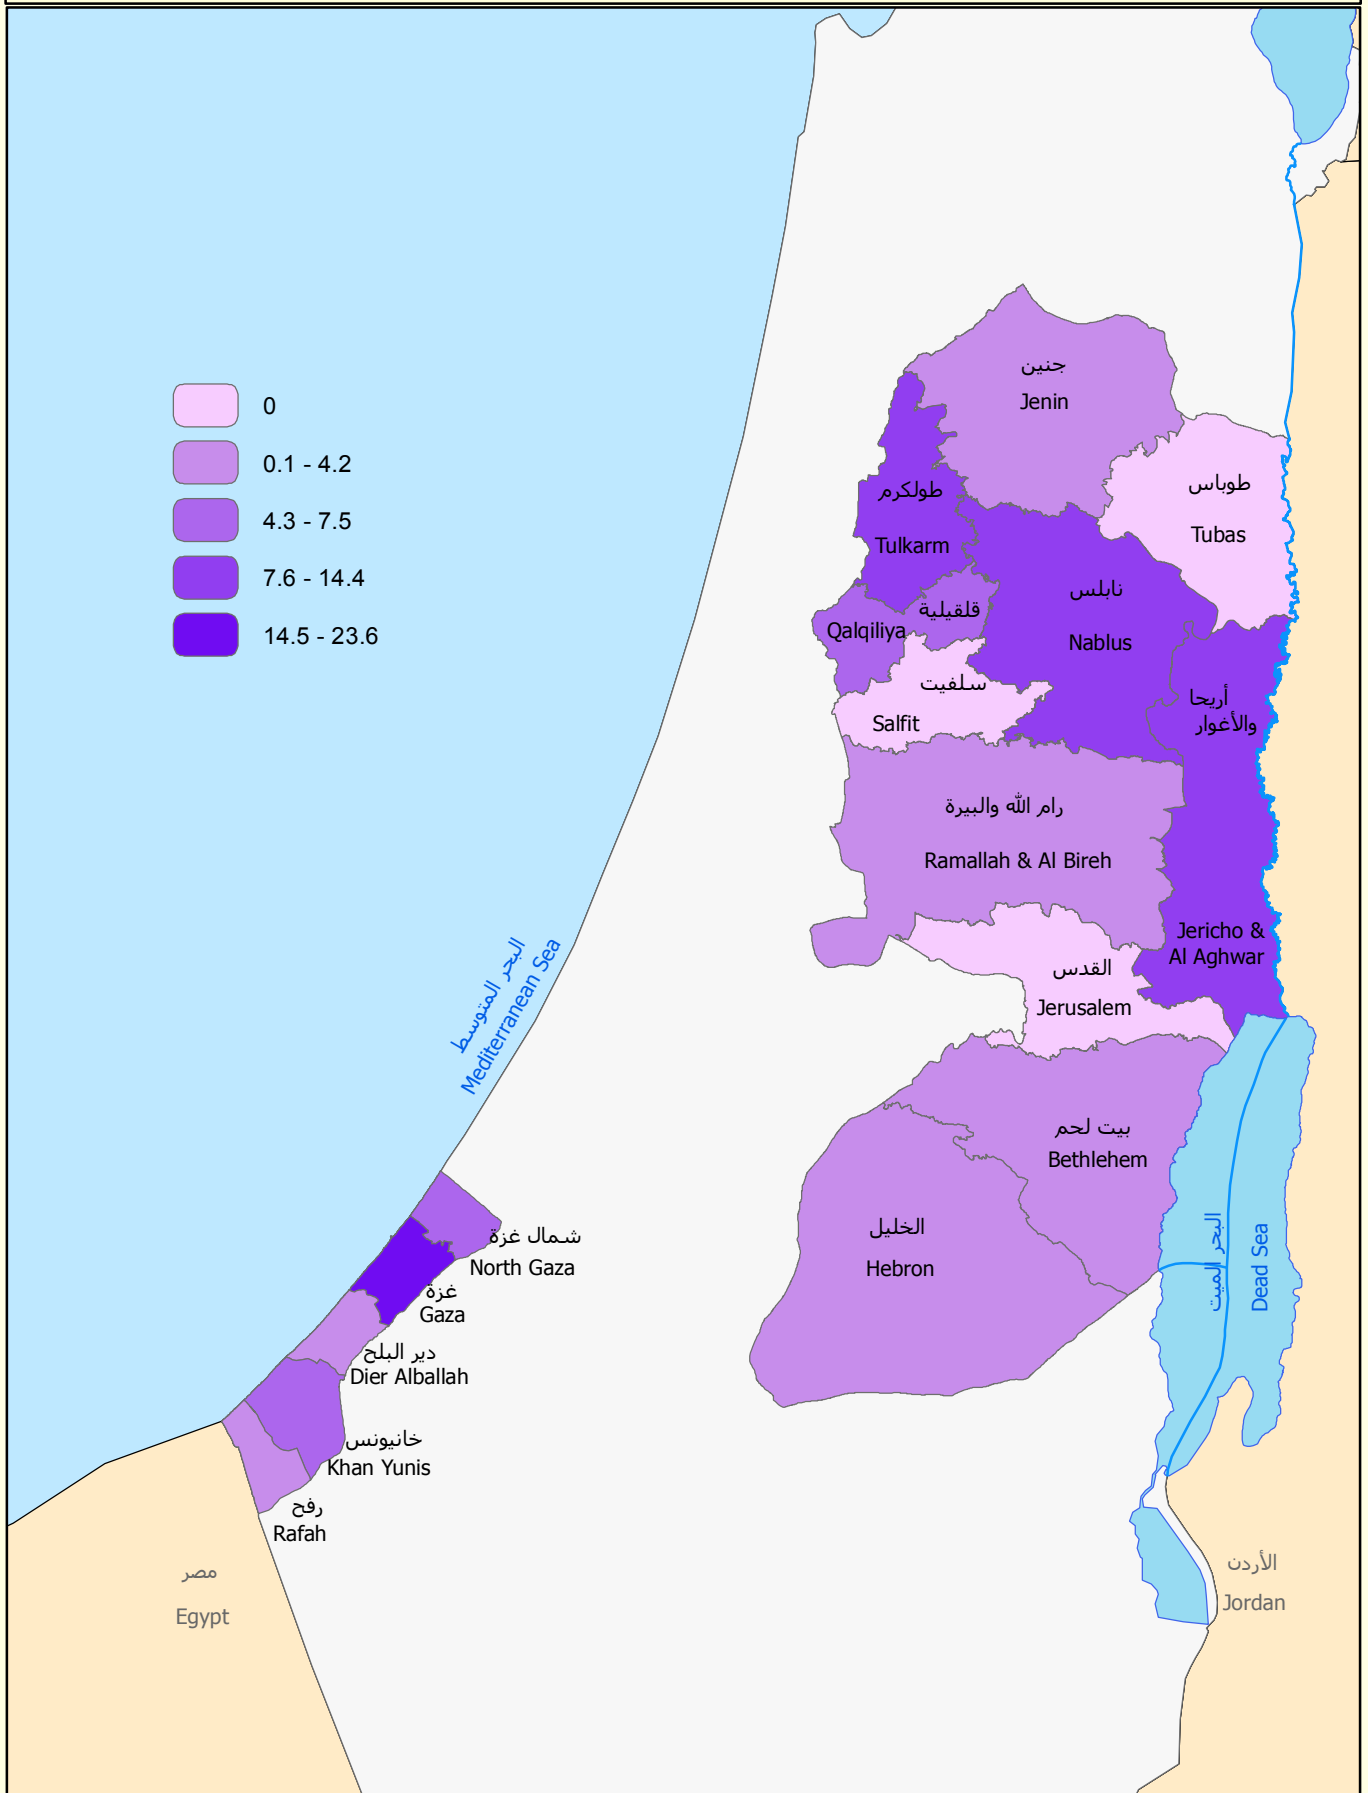 0
0.1 - 4.2
4.3 - 7.5
7.6 - 14.4
14.5 - 23.6
جنين
Jenin
طوباس
Tubas
طولكرم
Tulkarm
نابلس
Nablus
قلقيلية
Qalqiliya
سلفيت
Salfit
أريحا
والأغوار
Jericho &
Al Aghwar
رام الله والبيرة
Ramallah & Al Bireh
القدس
Jerusalem
بيت لحم
Bethlehem
الخليل
Hebron
البحر المتوسط
Mediterranean Sea
البحر الميت
Dead Sea
شمال غزة
North Gaza
غزة
Gaza
دير البلح
Dier Alballah
خانيونس
Khan Yunis
رفح
Rafah
مصر
Egypt
الأردن
Jordan